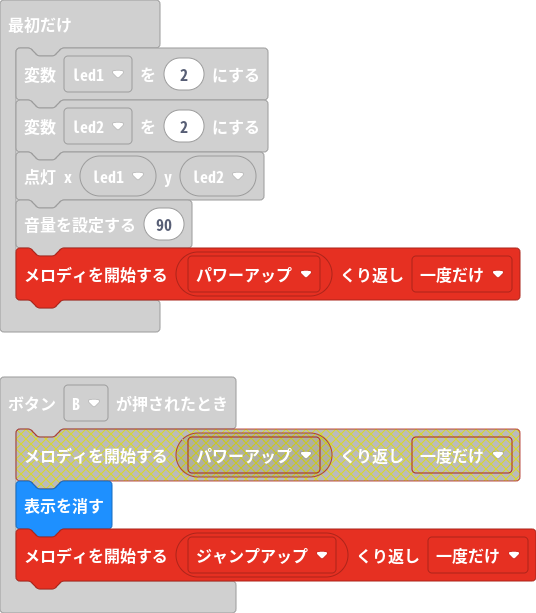 最初だけ
変数 led1 を 2 にする
変数 led2 を 2 にする
点灯 x led1 y led2
音量を設定する 90
メロディを開始する パワーアップ くり返し 一度だけ
ボタン B が押されたとき
メロディを開始する パワーアップ くり返し 一度だけ
表示を消す
メロディを開始する ジャンプアップ くり返し 一度だけ